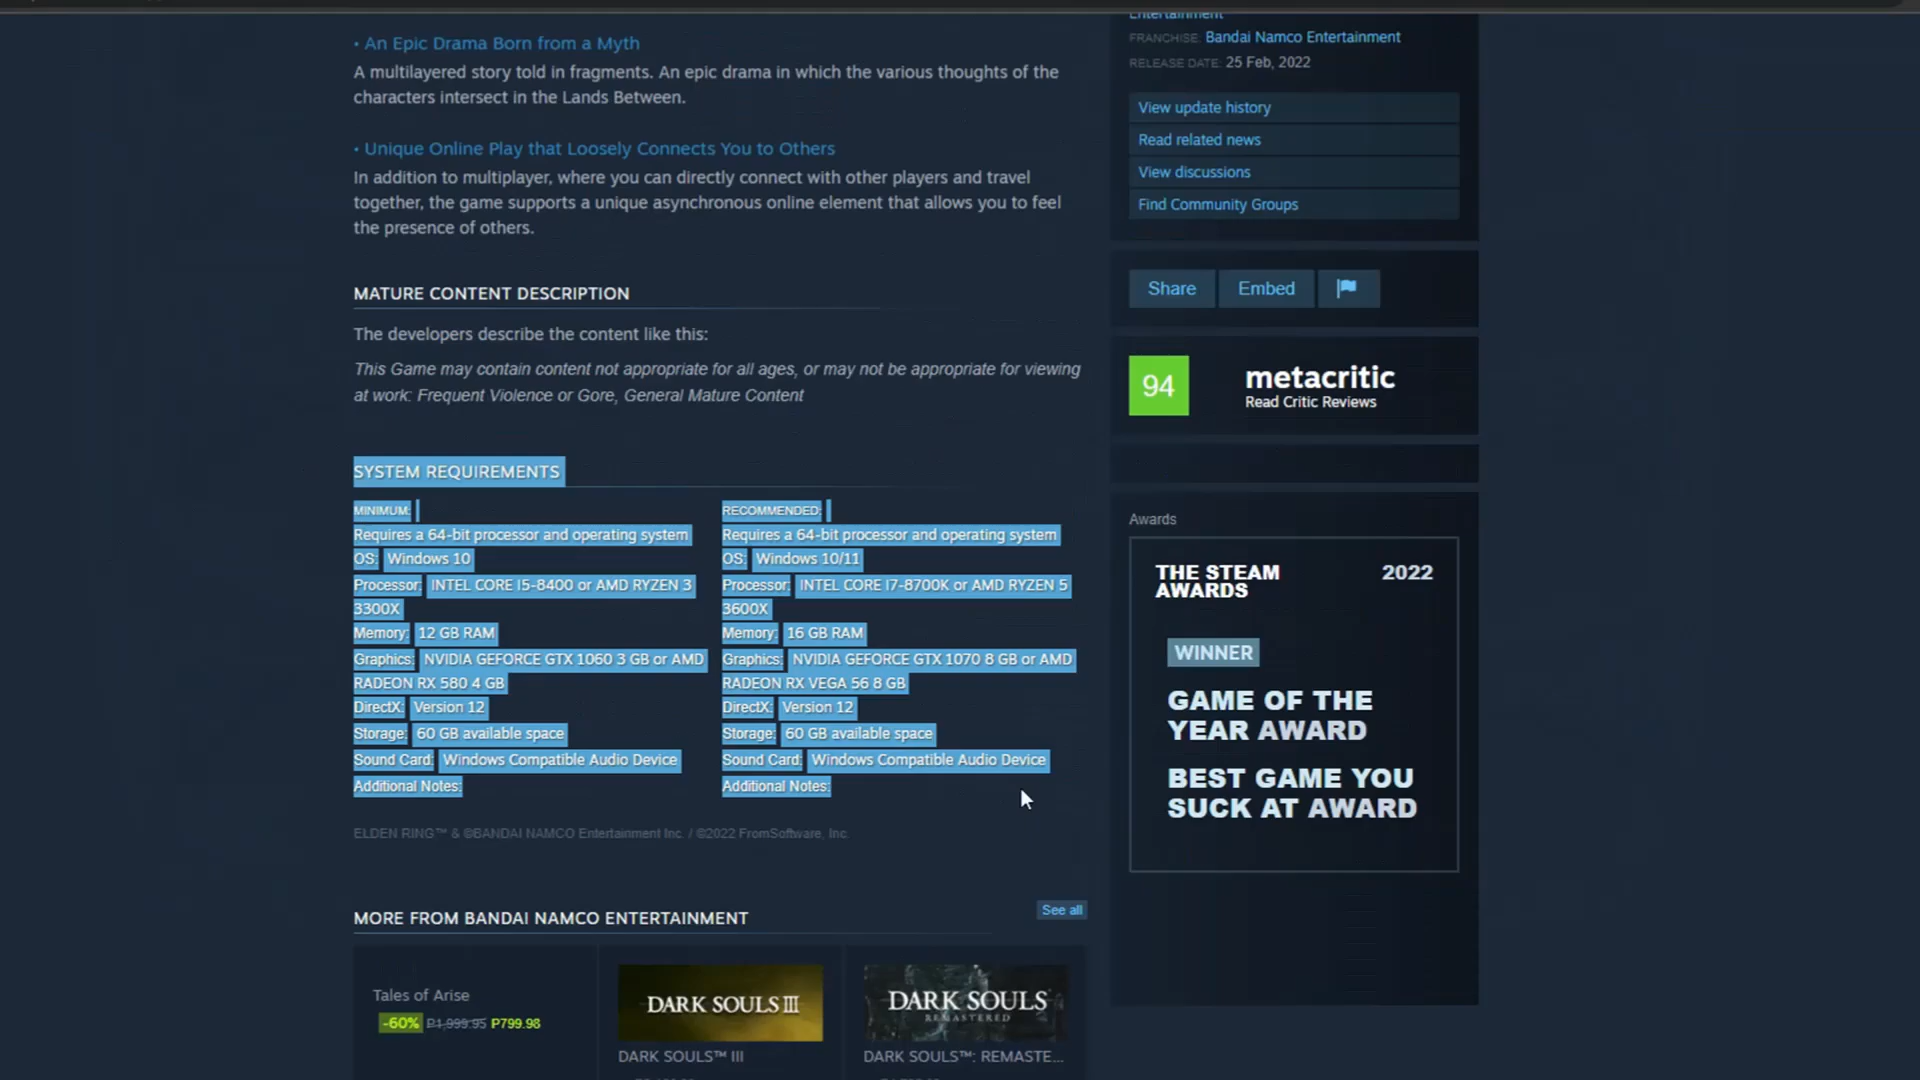 • An Epic Drama Born from a Myth
A multilayered story told in fragments. An epic drama in which the various thoughts of the
characters intersect in the Lands Between.
• Unique Online Play that Loosely Connects You to Others
In addition to multiplayer, where you can directly connect with other players and travel
together, the game supports a unique asynchronous online element that allows you to feel
the presence of others.
MATURE CONTENT DESCRIPTION
The developers describe the content like this:
This Game may contain content not appropriate for all ages, or may not be appropriate for viewing
at work: Frequent Violence or Gore, General Mature Content
SYSTEM REQUIREMENTS
MINIMUM:
Requires a 64-bit processor and operating system
OS: Windows 10
Processor: INTEL CORE I5-8400 or AMD RYZEN 3
3300X
Memory: 12 GB RAM
Graphics: NVIDIA GEFORCE GTX 1060 3 GB or AMD
RADEON RX 580 4 GB
DirectX: Version 12
Storage: 60 GB available space
Sound Card: Windows Compatible Audio Device
Additional Notes:
RECOMMENDED:
Requires a 64-bit processor and operating system
OS: Windows 10/11
Processor: INTEL CORE I7-8700K or AMD RYZEN 5
3600X
Memory: 16 GB RAM
Graphics: NVIDIA GEFORCE GTX 1070 8 GB or AMD
RADEON RX VEGA 56 8 GB
DirectX: Version 12
Storage: 60 GB available space
Sound Card: Windows Compatible Audio Device
Additional Notes:
ELDEN RING™ & ©BANDAI NAMCO Entertainment Inc. / ©2022 FromSoftware, Inc.
MORE FROM BANDAI NAMCO ENTERTAINMENT
See all
Tales of Arise
-60% ₱1,999.95 ₱799.98
DARK SOULS III
DARK SOULS™ III
DARK SOULS
REMASTERED
DARK SOULS™: REMASTE...
Entertainment
FRANCHISE: Bandai Namco Entertainment
RELEASE DATE: 25 Feb, 2022
View update history
Read related news
View discussions
Find Community Groups
Share
Embed
94
metacritic
Read Critic Reviews
Awards
THE STEAM
AWARDS
2022
WINNER
GAME OF THE
YEAR AWARD
BEST GAME YOU
SUCK AT AWARD